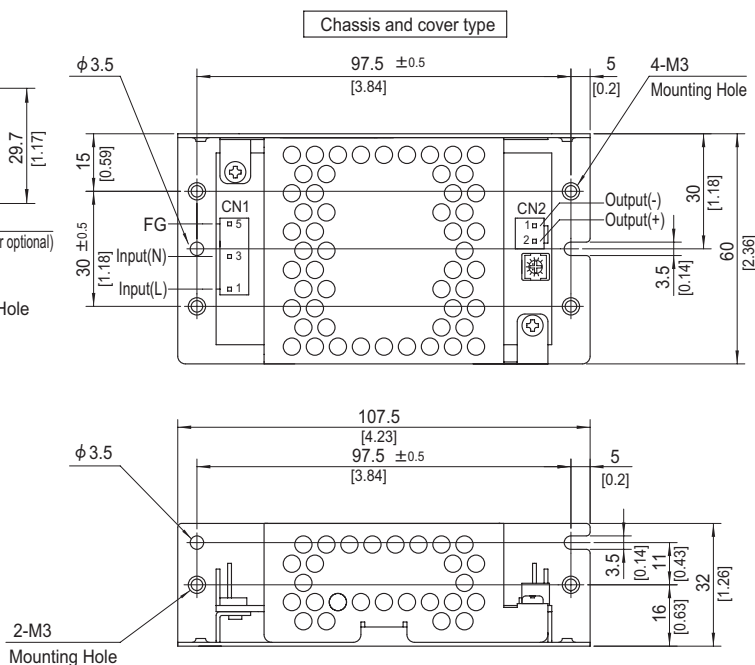 Chassis and cover type
φ3.5
97.5 ±0.5
[3.84]
5
[0.2]
4-M3
Mounting Hole
29.7
[1.17]
15
[0.59]
30 ±0.5
[1.18]
CN1
FG
5
Input(N)
3
Input(L)
1
CN2
1
2
Output(-)
Output(+)
30
[1.18]
3.5
[0.14]
60
[2.36]
optional)
107.5
[4.23]
φ3.5
97.5 ±0.5
[3.84]
5
[0.2]
3.5
[0.14]
11
[0.43]
16
[0.63]
32
[1.26]
2-M3
Mounting Hole